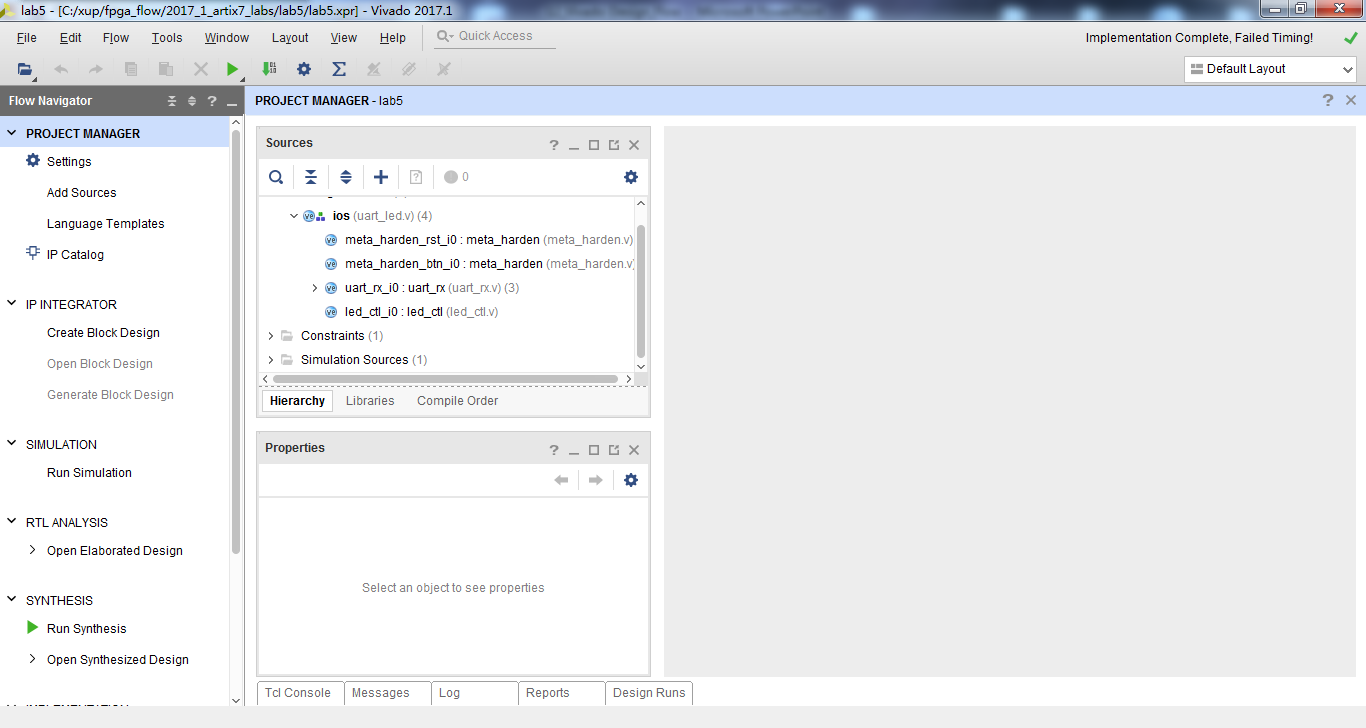 lab5 - [C:/xup/fpga_flow/2017_1_artix7_labs/lab5/lab5.xpr] - Vivado 2017.1
File Edit Flow Tools Window Layout View Help Quick Access Implementation Complete, Failed Timing!
Default Layout
Flow Navigator
PROJECT MANAGER
Settings
Add Sources
Language Templates
IP Catalog
IP INTEGRATOR
Create Block Design
Open Block Design
Generate Block Design
SIMULATION
Run Simulation
RTL ANALYSIS
Open Elaborated Design
SYNTHESIS
Run Synthesis
Open Synthesized Design
PROJECT MANAGER - lab5
Sources
0
ios (uart_led.v) (4)
meta_harden_rst_i0 : meta_harden (meta_harden.v)
meta_harden_btn_i0 : meta_harden (meta_harden.v)
uart_rx_i0 : uart_rx (uart_rx.v) (3)
led_ctl_i0 : led_ctl (led_ctl.v)
Constraints (1)
Simulation Sources (1)
Hierarchy Libraries Compile Order
Properties
Select an object to see properties
Tcl Console Messages Log Reports Design Runs